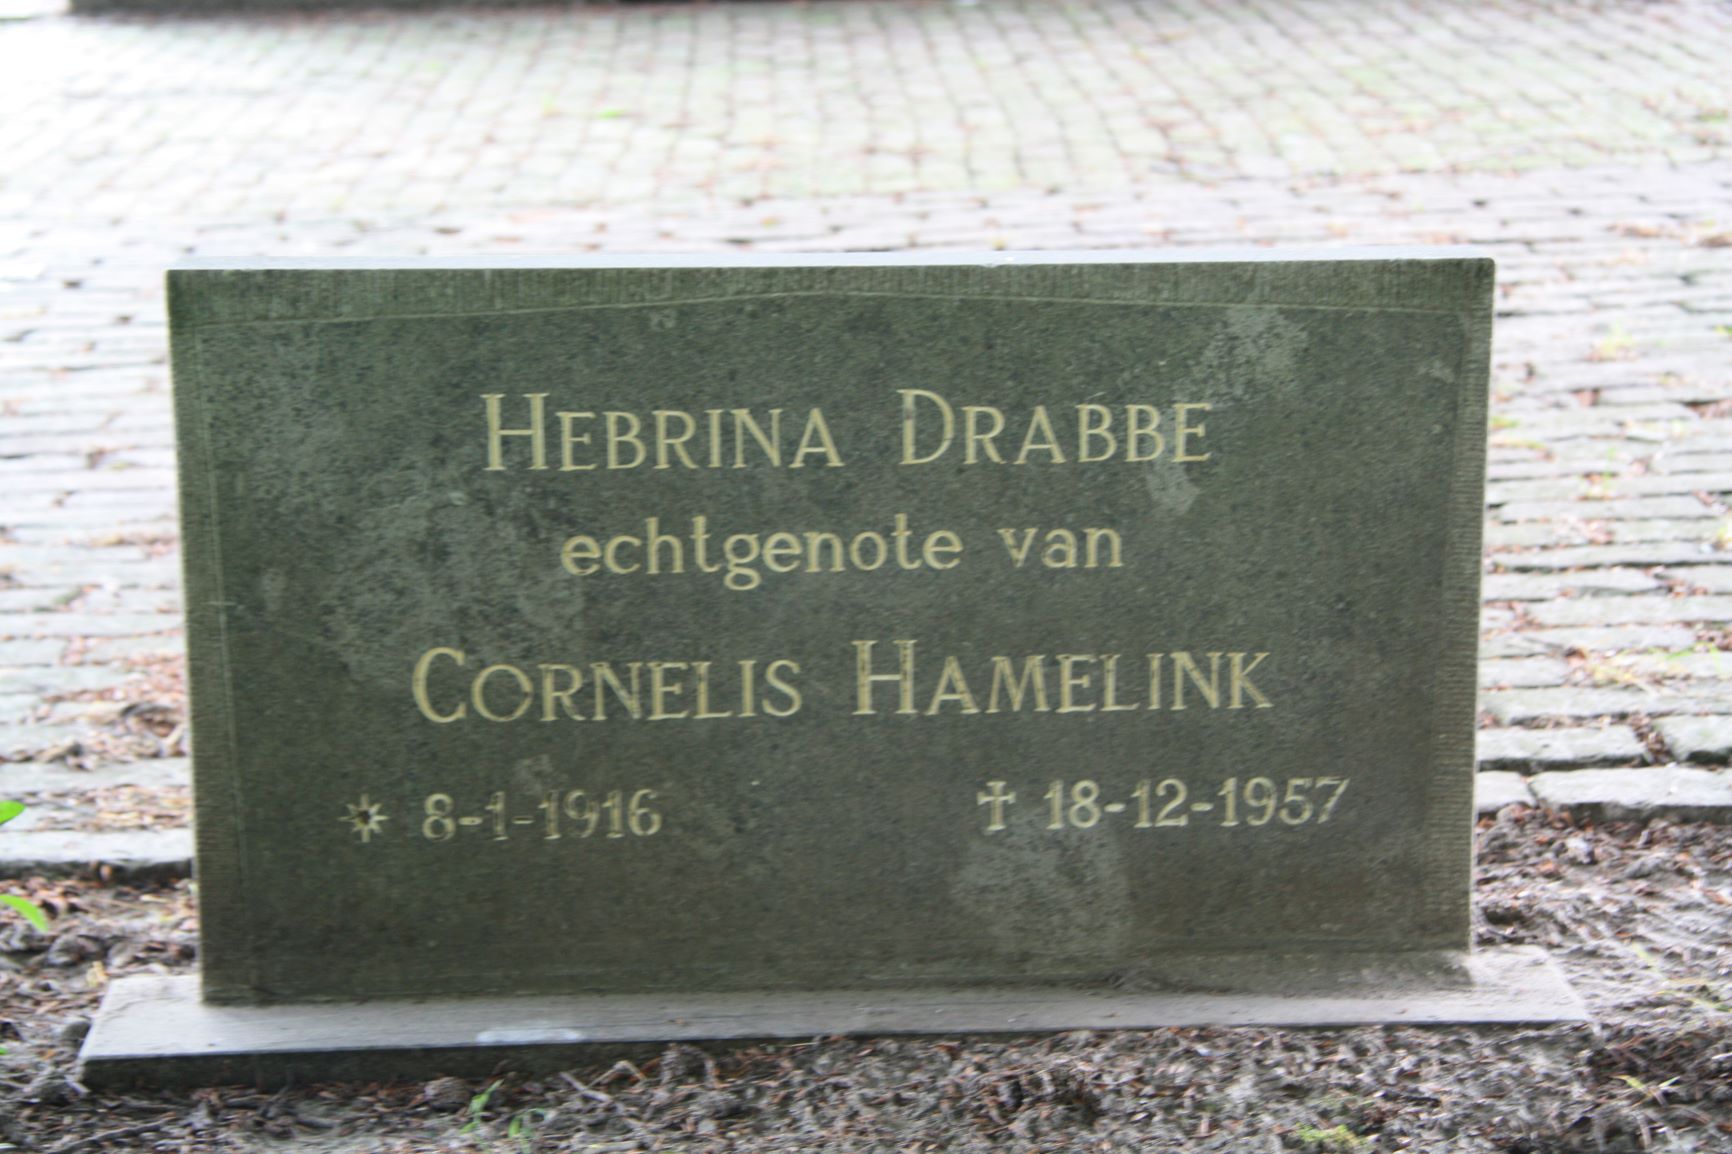 HEBRINA DRABBE
echtgenote van
CORNELIS HAMELINK
* 8-1-1916 † 18-12-1957